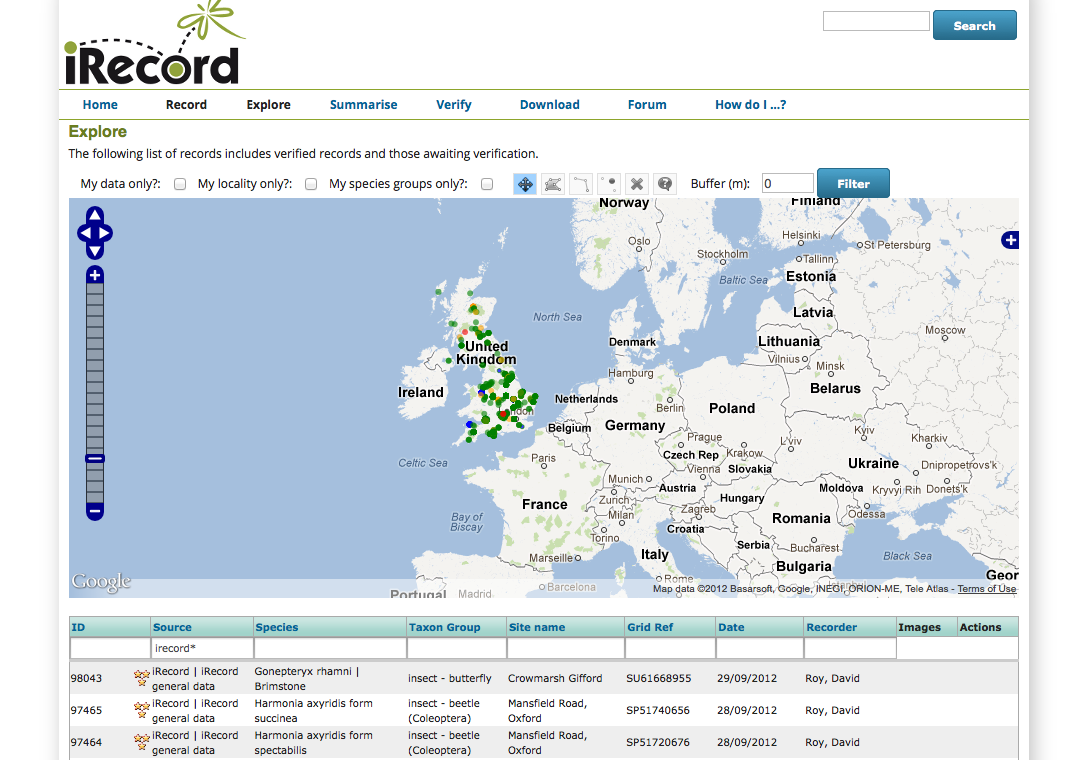 iRecord
Search
Home Record Explore Summarise Verify Download Forum How do I ...?
Explore
The following list of records includes verified records and those awaiting verification.
My data only?: My locality only?: My species groups only?: Buffer (m): 0 Filter
Norway
Finland
Helsinki
Oslo
St Petersburg
Stockholm
Tallinn
Baltic Sea
Estonia
North Sea
Latvia
Moscow
Denmark
Lithuania
United
Kingdom
Vilnius
Minsk
Hamburg
Belarus
Ireland
Netherlands
Berlin
Poland
Belgium
Germany
Kyiv
Kharkiv
Prague
L'viv
Czech Rep
Krakow
Celtic Sea
Paris
Vienna
Slovakia
Ukraine
Dnipropetrovs'k
Munich
Austria
Moldova
Kryvyi Rih
Donets'k
Zurich
Hungary
France
Milan
Zagreb
Romania
Odessa
Bay of
Biscay
Croatia
Torino
Serbia
Bucharest
Marseille
Italy
Black Sea
Bulgaria
Geor
Google
Barcelona
Rome
Istanbul
Portugal
Madrid
Map data ©2012 Basarsoft, Google, INEGI, ORION-ME, Tele Atlas - Terms of Use
ID Source Species Taxon Group Site name Grid Ref Date Recorder Images Actions
irecord*
98043 iRecord | iRecord general data Gonepteryx rhamni | Brimstone insect - butterfly Crowmarsh Gifford SU61668955 29/09/2012 Roy, David
97465 iRecord | iRecord general data Harmonia axyridis form succinea insect - beetle (Coleoptera) Mansfield Road, Oxford SP51740656 28/09/2012 Roy, David
97464 iRecord | iRecord general data Harmonia axyridis form spectabilis insect - beetle (Coleoptera) Mansfield Road, Oxford SP51720676 28/09/2012 Roy, David